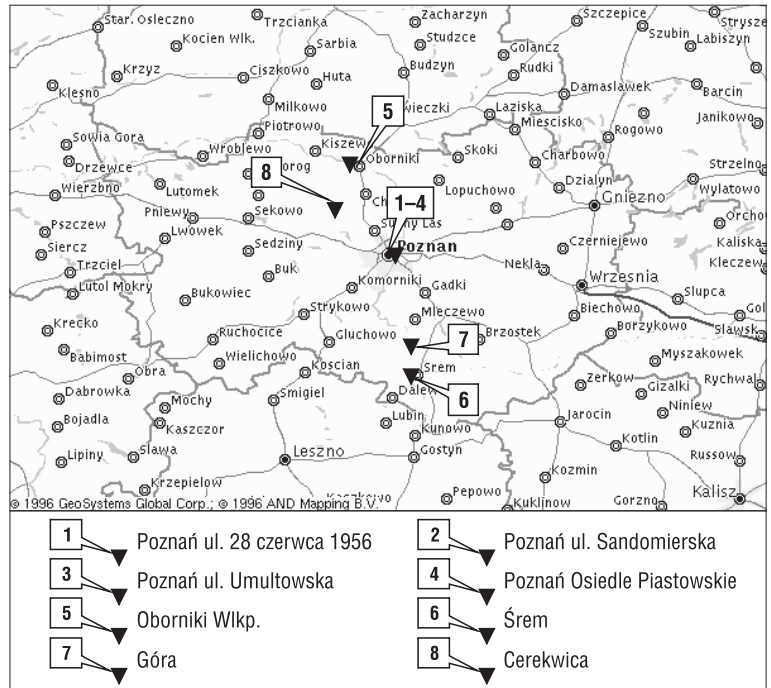 Star. Osleczno
Trzcianka
Zacharzyn
Szczepice
Strysze
Kocien Wlk.
Sarbia
Studzce
Golancz
Szubin
Labiszyn
Krzyz
Ciszkowo
Huta
Budzyn
Rudki
Klesno
Damaslawek
Barcin
Milkowo
5
wieczki
Laziska
Janikowo
Piotrowo
Miescisko
Rogowo
Sowia Gora
Wroblewo
Kiszew
Oborniki
Skoki
Charbowo
Strzelno
Drzewce
8
orog
Wierzbno
Lutomek
Lopuchowo
Dzialyn
Wylatowo
Pniewy
Sekowo
Ch
1–4
Gniezno
Orcho
Pszczew
Lwowek
Suchy Las
Siercz
Sedziny
Poznan
Czerniejewo
Kaliska
Trzciel
Buk
Nekla
Kleczew
Lutol Mokry
Komorniki
Gadki
Wrzesnia
Bukowiec
Slupca
Strykowo
Mleczewo
Biechowo
Gol
Krecko
Ruchocice
Gluchowo
7
Brzostek
Borzykowo
Slawsk
Babimost
Wielichowo
Myszakowek
Obra
Koscian
Srem
Zerkow
Rychwal
Dabrowka
Smigiel
Dalew
6
Gizalki
Mochy
Niniew
Bojadla
Kaszczor
Lubin
Jarocin
Kuznia
Kunowo
Kotlin
Lipiny
Slawa
Leszno
Gostyn
Russow
Krzepielow
Kozmin
Kalisz
Kaczkowo
Pepowo
Kuklinow
Gorzno
© 1996 GeoSystems Global Corp.; © 1996 AND Mapping B.V.
1 Poznań ul. 28 czerwca 1956
2 Poznań ul. Sandomierska
3 Poznań ul. Umultowska
4 Poznań Osiedle Piastowskie
5 Oborniki Wlkp.
6 Śrem
7 Góra
8 Cerekwica